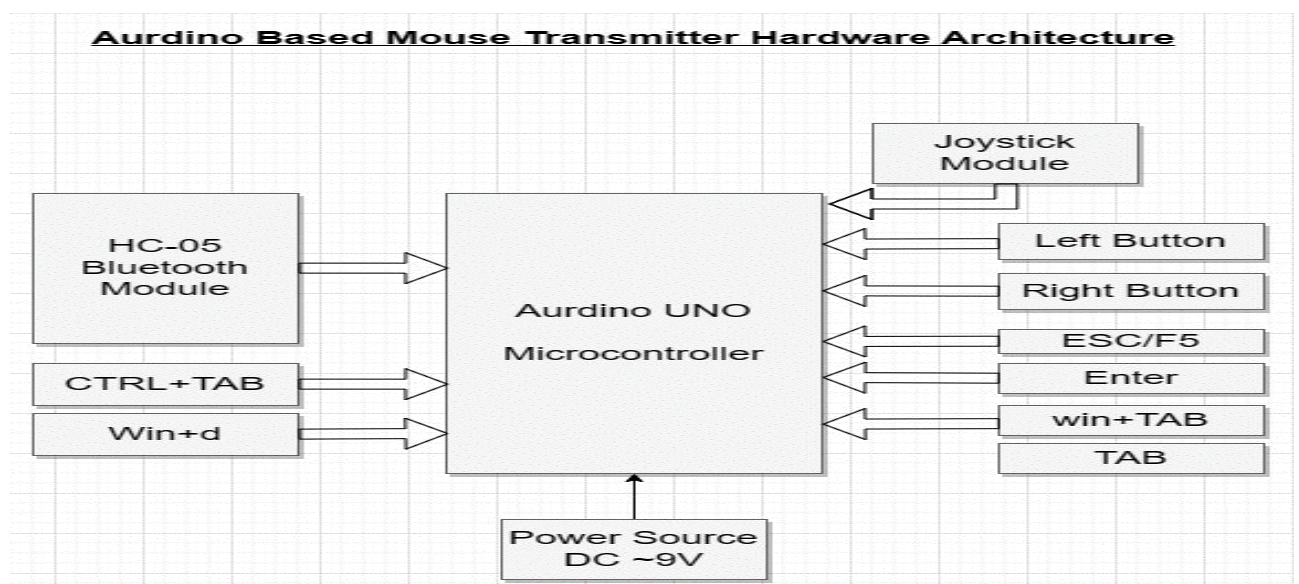 Aurdino Based Mouse Transmitter Hardware Architecture
Joystick
Module
HC-05
Bluetooth
Module
CTRL+TAB
Win+d
Aurdino UNO
Microcontroller
Left Button
Right Button
ESC/F5
Enter
win+TAB
TAB
Power Source
DC ~9V